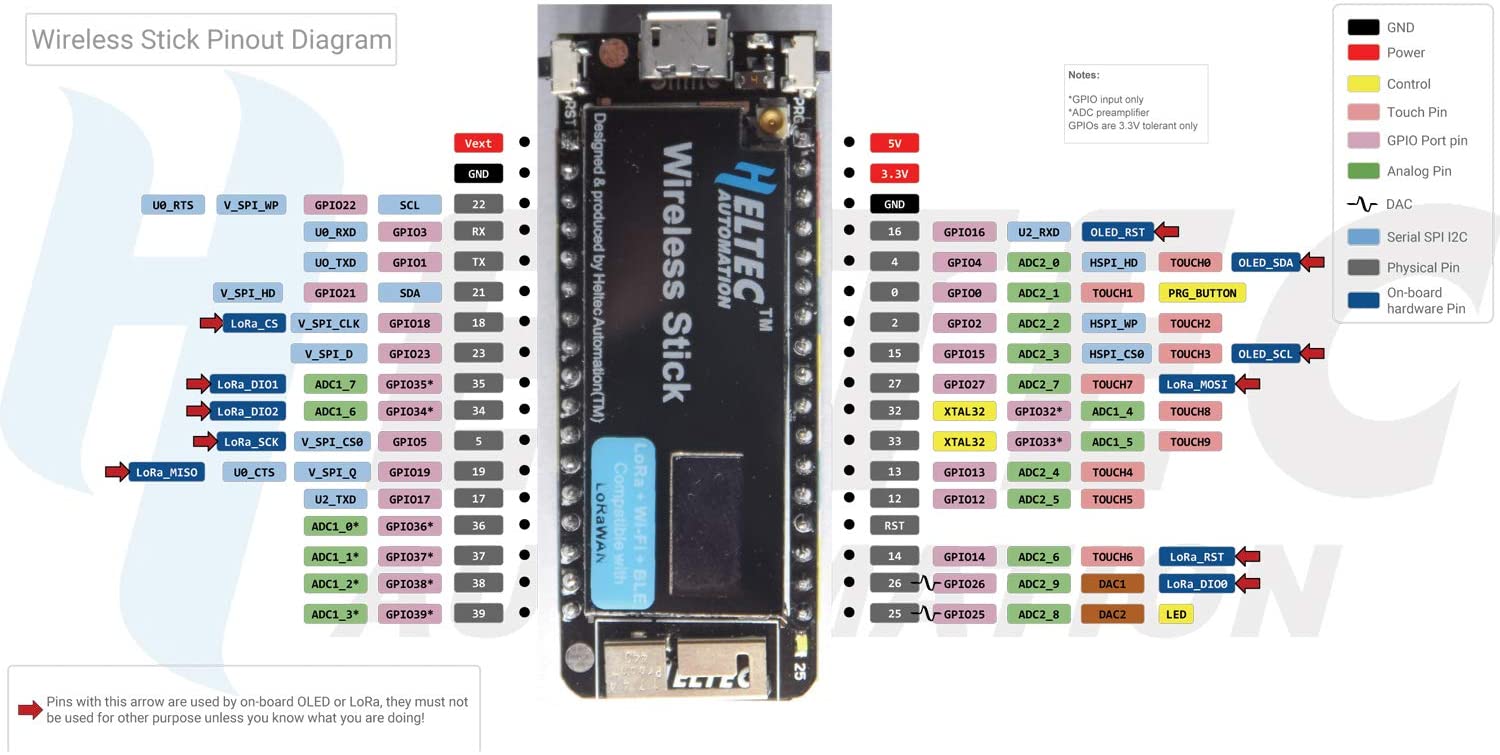 Wireless Stick Pinout Diagram
GND
Power
Control
Touch Pin
GPIO Port pin
Analog Pin
DAC
Serial SPI I2C
Physical Pin
On-board
hardware Pin
Notes:
*GPIO input only
*ADC preamplifier
GPIOs are 3.3V tolerant only
Vext
GND
U0_RTS V_SPI_WP GPIO22 SCL 22
U0_RXD GPIO3 RX
UO_TXD GPIO1 TX
V_SPI_HD GPIO21 SDA 21
LoRa_CS V_SPI_CLK GPIO18 18
V_SPI_D GPIO23 23
LoRa_DIO1 ADC1_7 GPIO35* 35
LoRa_DIO2 ADC1_6 GPIO34* 34
LoRa_SCK V_SPI_CS0 GPIO5 5
LoRa_MISO U0_CTS V_SPI_Q GPIO19 19
U2_TXD GPIO17 17
ADC1_0* GPIO36* 36
ADC1_1* GPIO37* 37
ADC1_2* GPIO38* 38
ADC1_3* GPIO39* 39
RST
PRG
Designed & produced by Heltec Automation(TM)
Wireless Stick
HELTEC TM
AUTOMATION
LoRa + Wi-Fi + BLE
Compatible with
LoRaWAN
25
5V
3.3V
GND
16 GPIO16 U2_RXD OLED_RST
4 GPIO4 ADC2_0 HSPI_HD TOUCH0 OLED_SDA
0 GPIO0 ADC2_1 TOUCH1 PRG_BUTTON
2 GPIO2 ADC2_2 HSPI_WP TOUCH2
15 GPIO15 ADC2_3 HSPI_CS0 TOUCH3 OLED_SCL
27 GPIO27 ADC2_7 TOUCH7 LoRa_MOSI
32 XTAL32 GPIO32* ADC1_4 TOUCH8
33 XTAL32 GPIO33* ADC1_5 TOUCH9
13 GPIO13 ADC2_4 TOUCH4
12 GPIO12 ADC2_5 TOUCH5
RST
14 GPIO14 ADC2_6 TOUCH6 LoRa_RST
26 GPIO26 ADC2_9 DAC1 LoRa_DIO0
25 GPIO25 ADC2_8 DAC2 LED
HELTEC
AUTOMATION
Pins with this arrow are used by on-board OLED or LoRa, they must not
be used for other purpose unless you know what you are doing!